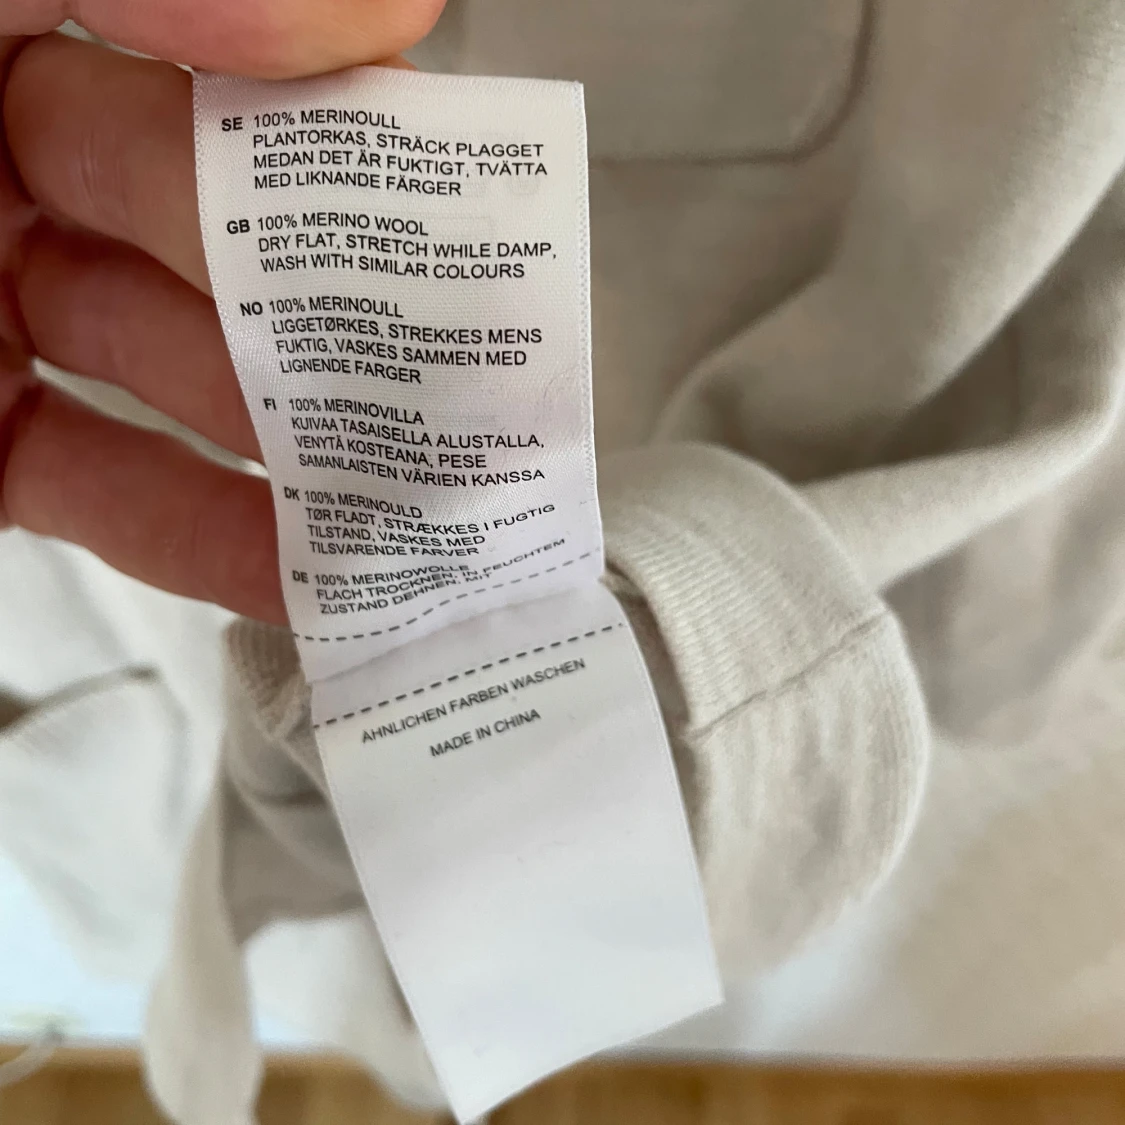 SE 100% MERINOULL
PLANTORKAS, STRÄCK PLAGGET
MEDAN DET ÄR FUKTIGT, TVÄTTA
MED LIKNANDE FÄRGER
GB 100% MERINO WOOL
DRY FLAT, STRETCH WHILE DAMP,
WASH WITH SIMILAR COLOURS
NO 100% MERINOULL
LIGGETØRKES, STREKKES MENS
FUKTIG, VASKES SAMMEN MED
LIGNENDE FARGER
FI 100% MERINOVILLA
KUIVAA TASAISELLA ALUSTALLA,
VENYTÄ KOSTEANA, PESE
SAMANLAISTEN VÄRIEN KANSSA
DK 100% MERINOULD
TØR FLADT, STRÆKKES I FUGTIG
TILSTAND, VASKES MED
TILSVARENDE FARVER
DE 100% MERINOWOLLE
FLACH TROCKNEN, IN FEUCHTEM
ZUSTAND DEHNEN, MIT
AHNLICHEN FARBEN WASCHEN
MADE IN CHINA